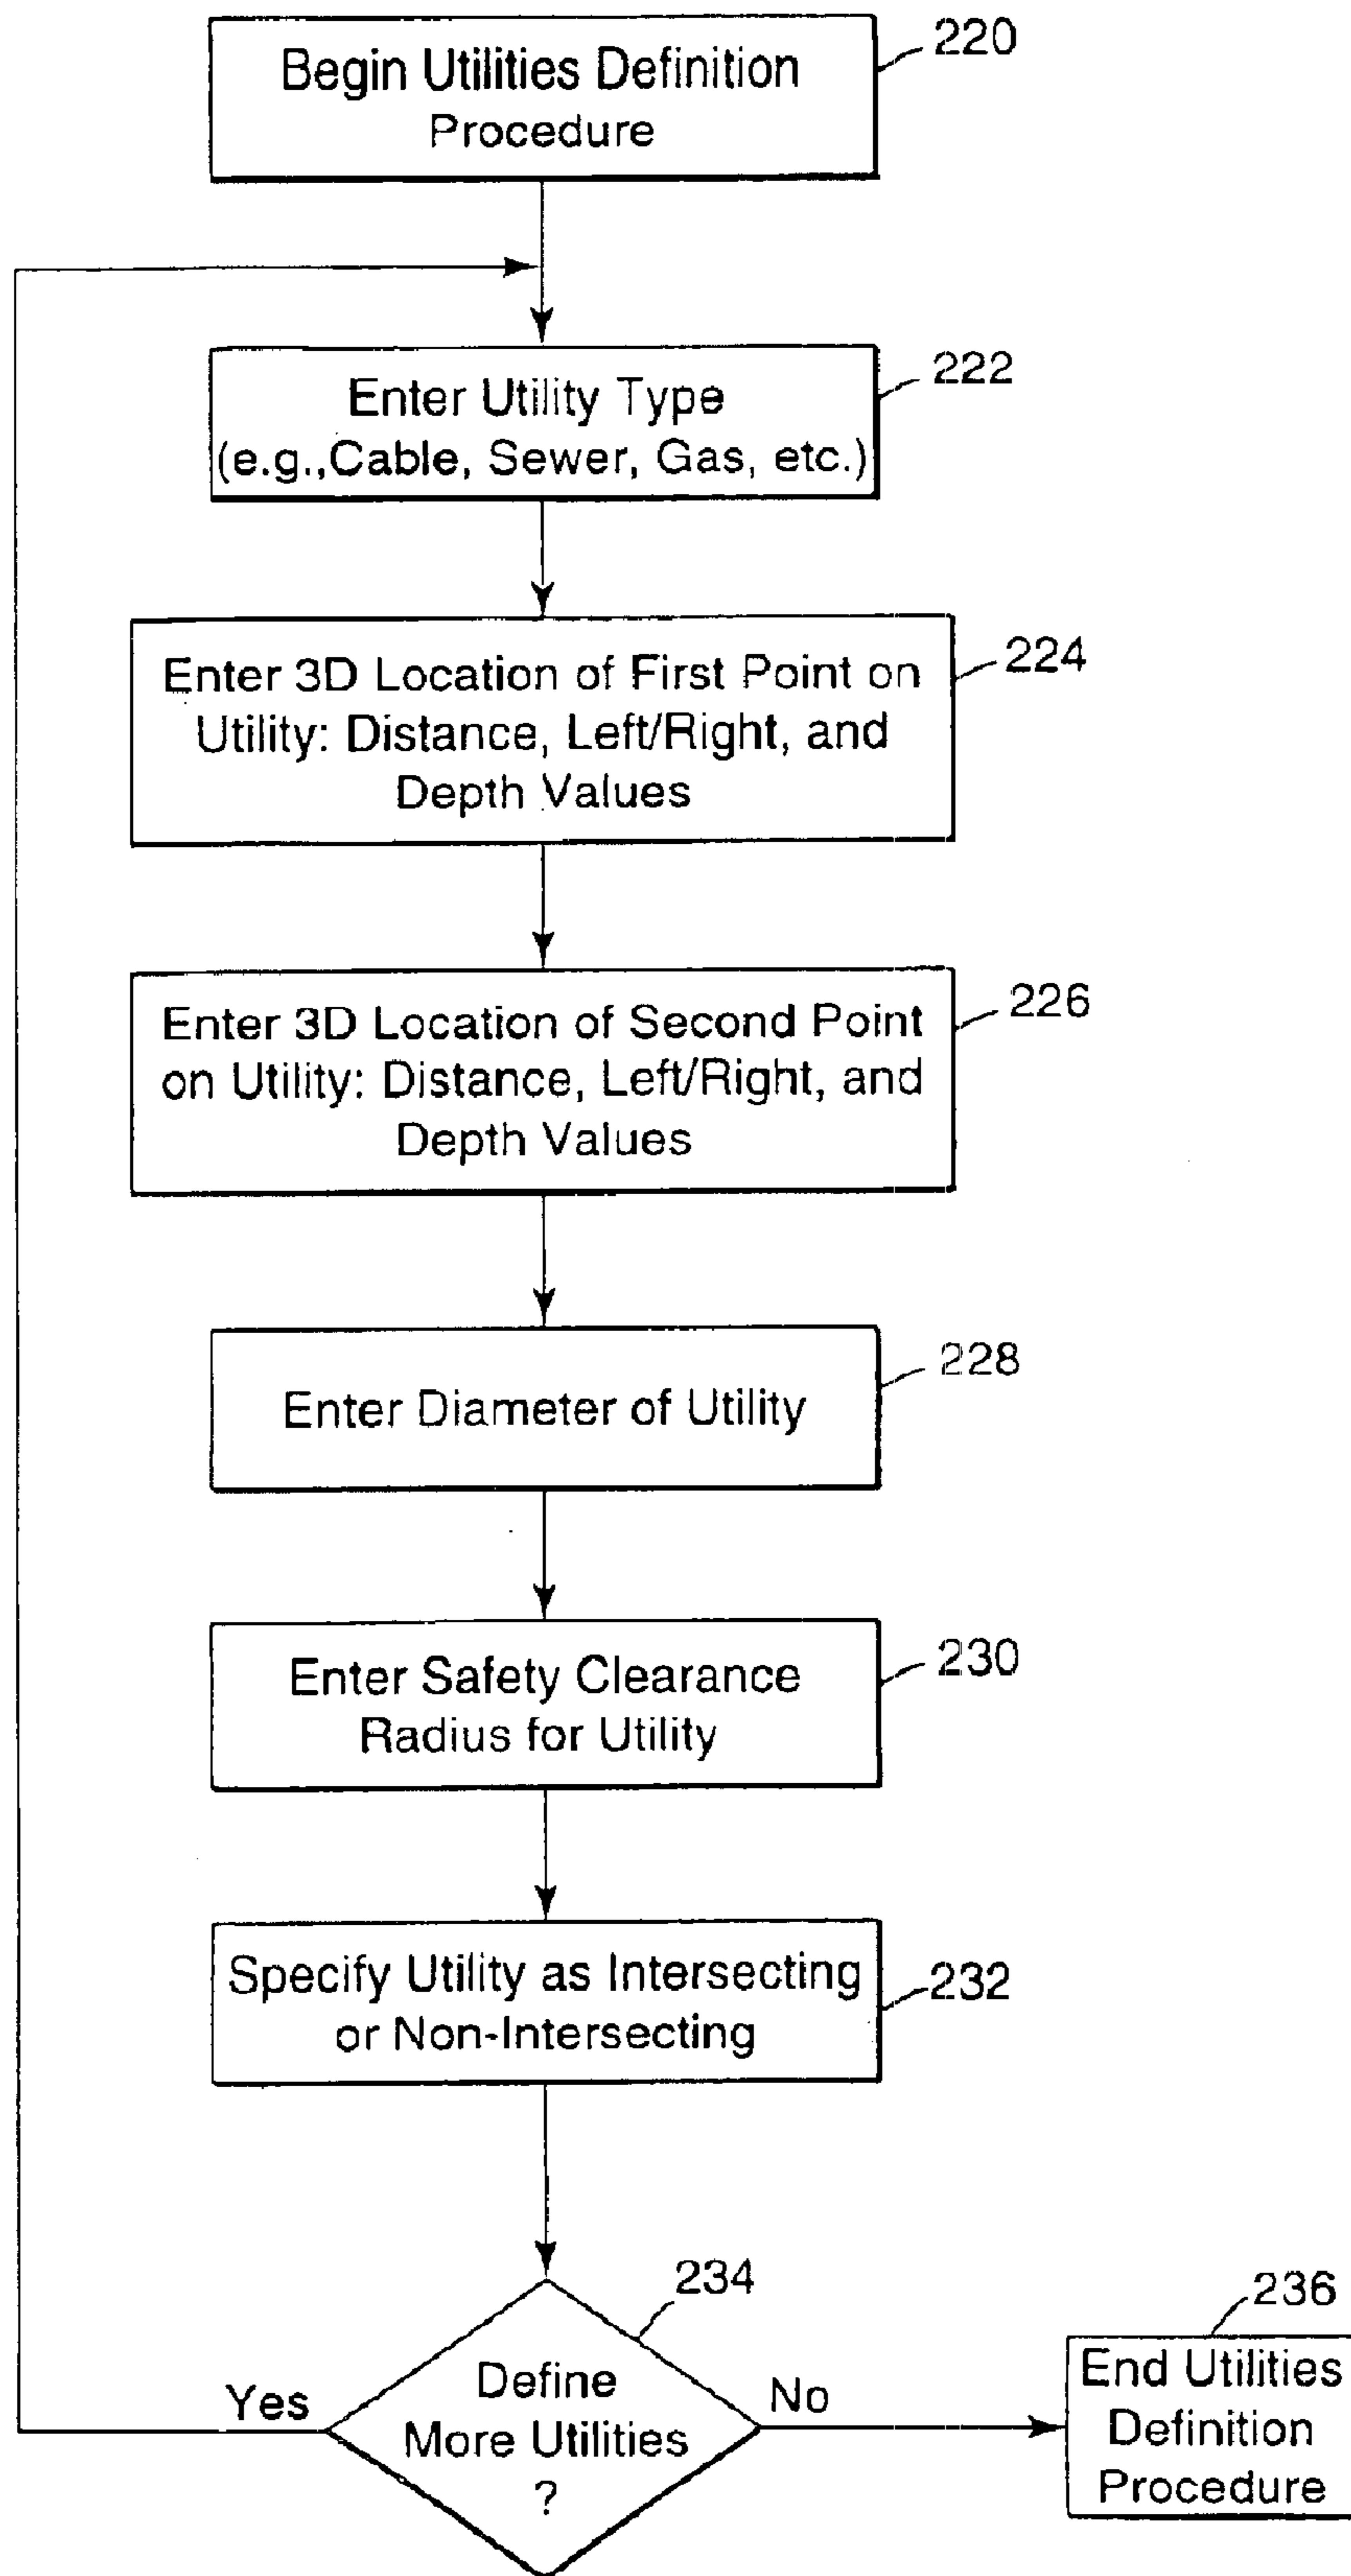 Begin Utilities Definition
Procedure
220
Enter Utility Type
(e.g.,Cable, Sewer, Gas, etc.)
222
Enter 3D Location of First Point on
Utility: Distance, Left/Right, and
Depth Values
224
Enter 3D Location of Second Point
on Utility: Distance, Left/Right, and
Depth Values
226
Enter Diameter of Utility
228
Enter Safety Clearance
Radius for Utility
230
Specify Utility as Intersecting
or Non-Intersecting
232
234
Define
More Utilities
?
Yes
No
236
End Utilities
Definition
Procedure